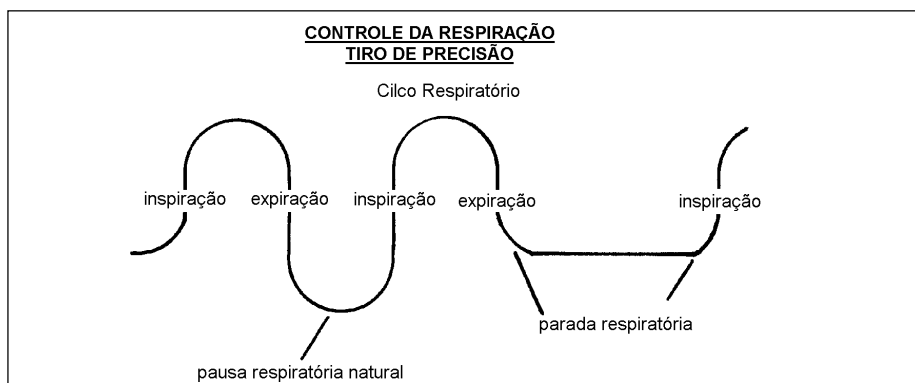 CONTROLE DA RESPIRAÇÃO
TIRO DE PRECISÃO
Cilco Respiratório
inspiração expiração inspiração expiração inspiração
parada respiratória
pausa respiratória natural